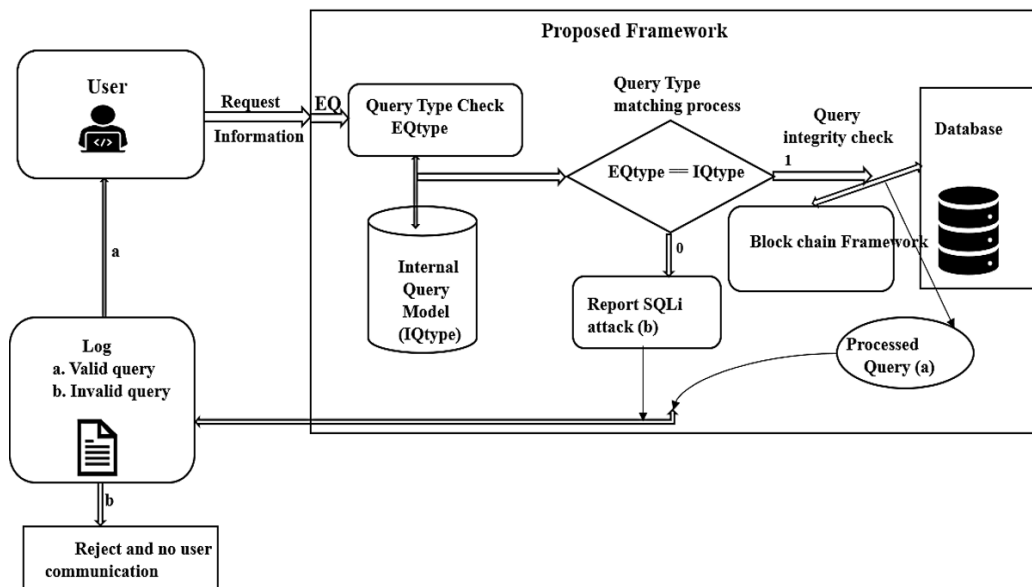 Proposed Framework
User
Request
Information
EQ
Query Type Check
EQtype
Query Type
matching process
EQtype == IQtype
1
0
Query
integrity check
Database
Block chain Framework
Internal
Query
Model
(IQtype)
Report SQLi
attack (b)
Processed
Query (a)
a
Log
a. Valid query
b. Invalid query
b
Reject and no user
communication